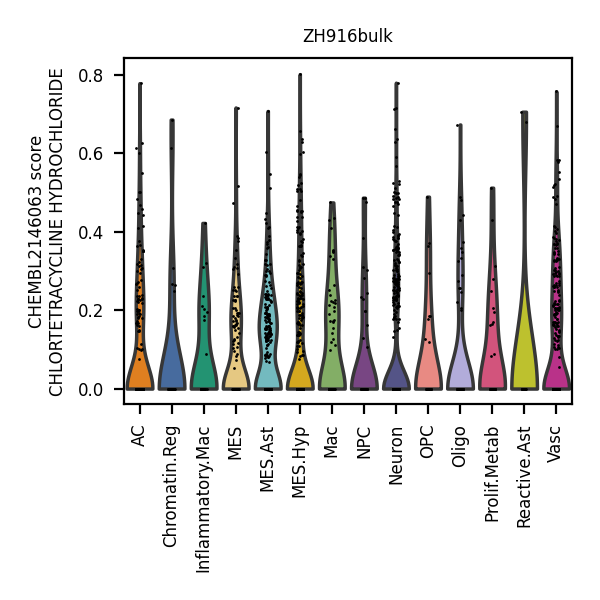 ZH916bulk
CHEMBL2146063 score
CHLORTETRACYCLINE HYDROCHLORIDE
0.8
0.6
0.4
0.2
0.0
AC
Chromatin.Reg
Inflammatory.Mac
MES
MES.Ast
MES.Hyp
Mac
NPC
Neuron
OPC
Oligo
Prolif.Metab
Reactive.Ast
Vasc